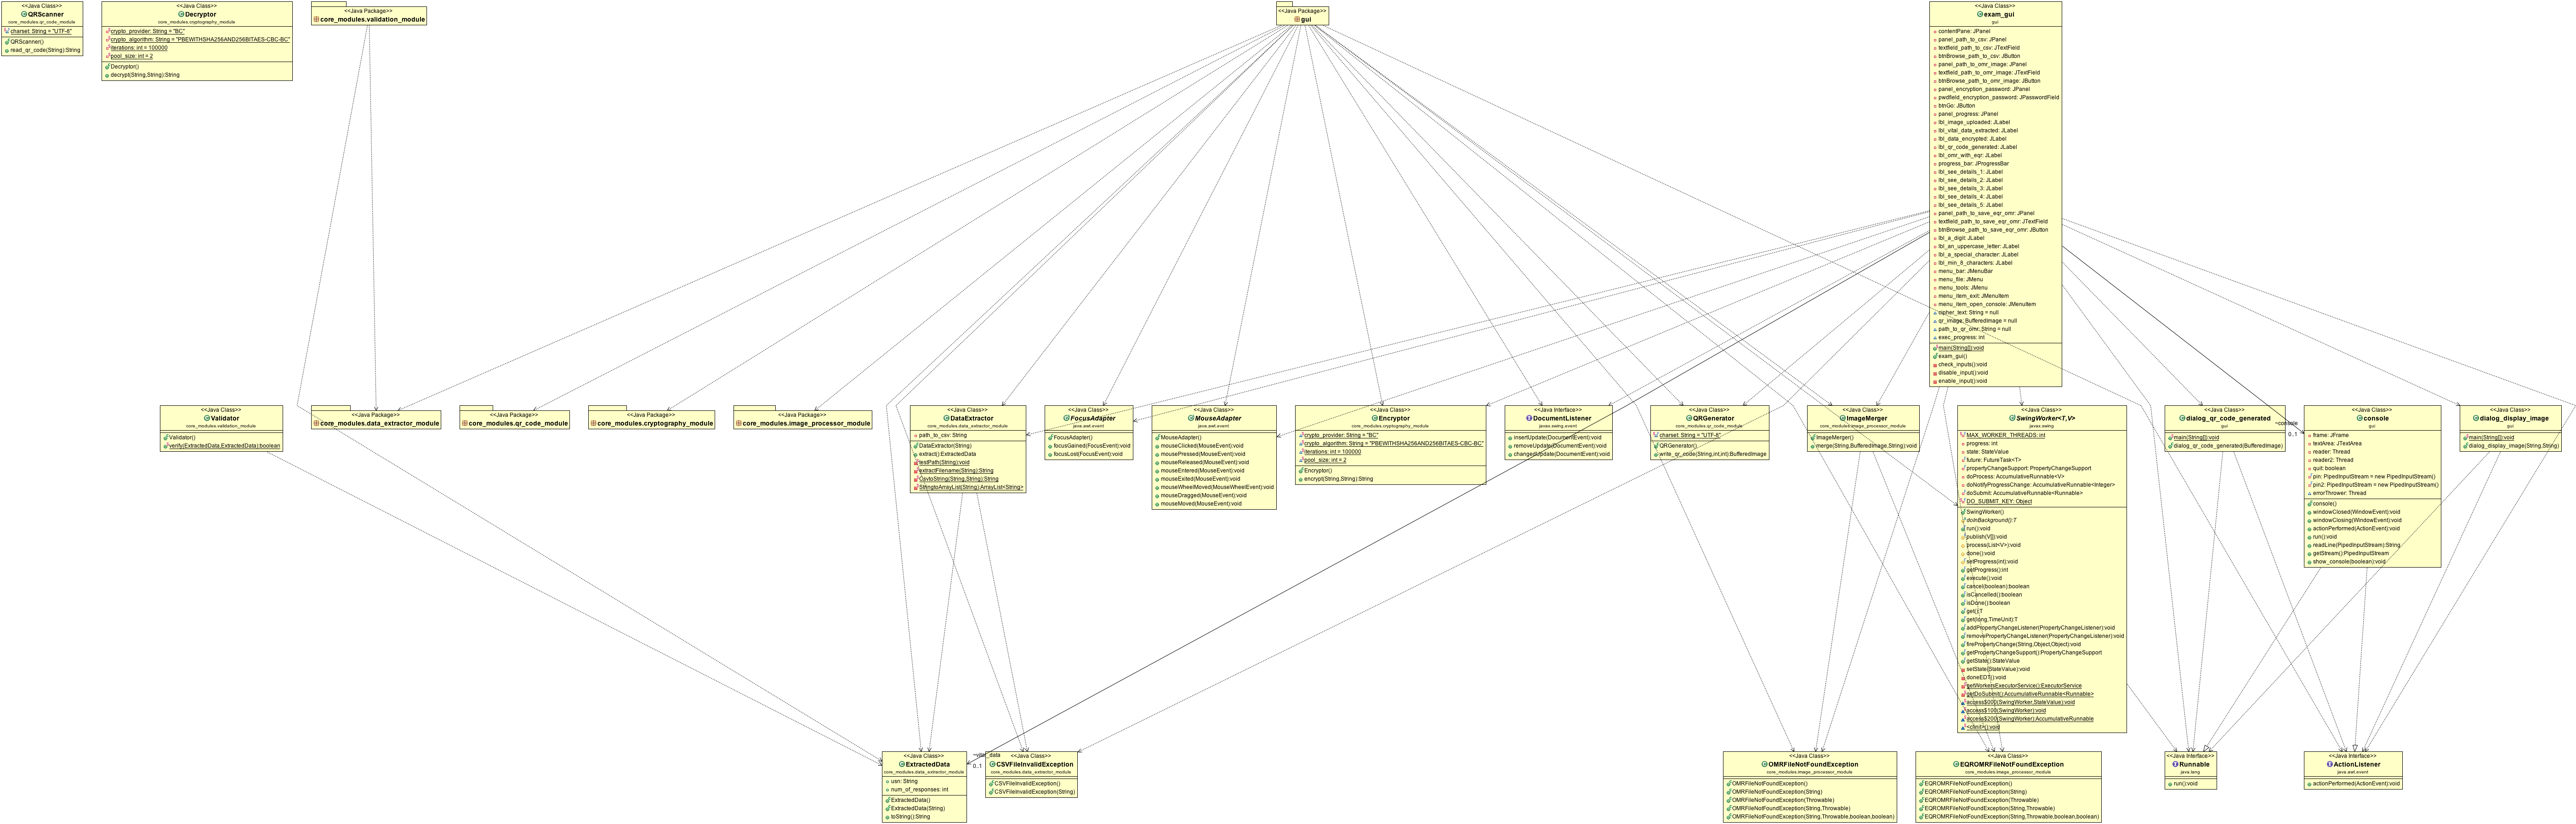 <<Java Class>>
QRScanner
core_modules.qr_code_module
charset: String = "UTF-8"
QRScanner()
read_qr_code(String):String
<<Java Class>>
Decryptor
core_modules.cryptography_module
crypto_provider: String = "BC"
crypto_algorithm: String = "PBEWITHSHA256AND256BITAES-CBC-BC"
iterations: int = 100000
pool_size: int = 2
Decryptor()
decrypt(String,String):String
<<Java Package>>
core_modules.validation_module
<<Java Package>>
gui
<<Java Class>>
exam_gui
gui
contentPane: JPanel
panel_path_to_csv: JPanel
textfield_path_to_csv: JTextField
btnBrowse_path_to_csv: JButton
panel_path_to_omr_image: JPanel
textfield_path_to_omr_image: JTextField
btnBrowse_path_to_omr_image: JButton
panel_encryption_password: JPanel
pwdfield_encryption_password: JPasswordField
btnGo: JButton
panel_progress: JPanel
lbl_image_uploaded: JLabel
lbl_vital_data_extracted: JLabel
lbl_data_encrypted: JLabel
lbl_qr_code_generated: JLabel
lbl_omr_with_eqr: JLabel
progress_bar: JProgressBar
lbl_see_details_1: JLabel
lbl_see_details_2: JLabel
lbl_see_details_3: JLabel
lbl_see_details_4: JLabel
lbl_see_details_5: JLabel
panel_path_to_save_eqr_omr: JPanel
textfield_path_to_save_eqr_omr: JTextField
btnBrowse_path_to_save_eqr_omr: JButton
lbl_a_digit: JLabel
lbl_an_uppercase_letter: JLabel
lbl_a_special_character: JLabel
lbl_min_8_characters: JLabel
menu_bar: JMenuBar
menu_file: JMenu
menu_tools: JMenu
menu_item_exit: JMenuItem
menu_item_open_console: JMenuItem
cipher_text: String = null
qr_image: BufferedImage = null
path_to_qr_omr: String = null
exec_progress: int
main(String[]):void
exam_gui()
check_inputs():void
disable_input():void
enable_input():void
<<Java Class>>
Validator
core_modules.validation_module
Validator()
verify(ExtractedData,ExtractedData):boolean
<<Java Package>>
core_modules.data_extractor_module
<<Java Package>>
core_modules.qr_code_module
<<Java Package>>
core_modules.cryptography_module
<<Java Package>>
core_modules.image_processor_module
<<Java Class>>
DataExtractor
core_modules.data_extractor_module
path_to_csv: String
DataExtractor(String)
extract():ExtractedData
testPath(String):void
extractFilename(String):String
CsvtoString(String,String):String
StringtoArrayList(String):ArrayList<String>
<<Java Class>>
FocusAdapter
java.awt.event
FocusAdapter()
focusGained(FocusEvent):void
focusLost(FocusEvent):void
<<Java Class>>
MouseAdapter
java.awt.event
MouseAdapter()
mouseClicked(MouseEvent):void
mousePressed(MouseEvent):void
mouseReleased(MouseEvent):void
mouseEntered(MouseEvent):void
mouseExited(MouseEvent):void
mouseWheelMoved(MouseWheelEvent):void
mouseDragged(MouseEvent):void
mouseMoved(MouseEvent):void
<<Java Class>>
Encryptor
core_modules.cryptography_module
crypto_provider: String = "BC"
crypto_algorithm: String = "PBEWITHSHA256AND256BITAES-CBC-BC"
iterations: int = 100000
pool_size: int = 2
Encryptor()
encrypt(String,String):String
<<Java Interface>>
DocumentListener
javax.swing.event
insertUpdate(DocumentEvent):void
removeUpdate(DocumentEvent):void
changedUpdate(DocumentEvent):void
<<Java Class>>
QRGenerator
core_modules.qr_code_module
charset: String = "UTF-8"
QRGenerator()
write_qr_code(String,int,int):BufferedImage
<<Java Class>>
ImageMerger
core_modules.image_processor_module
ImageMerger()
merge(String,BufferedImage,String):void
<<Java Class>>
SwingWorker<T,V>
javax.swing
MAX_WORKER_THREADS: int
progress: int
state: StateValue
future: FutureTask<T>
propertyChangeSupport: PropertyChangeSupport
doProcess: AccumulativeRunnable<V>
doNotifyProgressChange: AccumulativeRunnable<Integer>
doSubmit: AccumulativeRunnable<Runnable>
DO_SUBMIT_KEY: Object
SwingWorker()
doInBackground():T
run():void
publish(V[]):void
process(List<V>):void
done():void
setProgress(int):void
getProgress():int
execute():void
cancel(boolean):boolean
isCancelled():boolean
isDone():boolean
get():T
get(long,TimeUnit):T
addPropertyChangeListener(PropertyChangeListener):void
removePropertyChangeListener(PropertyChangeListener):void
firePropertyChange(String,Object,Object):void
getPropertyChangeSupport():PropertyChangeSupport
getState():StateValue
setState(StateValue):void
doneEDT():void
getWorkersExecutorService():ExecutorService
getDoSubmit():AccumulativeRunnable<Runnable>
access$000(SwingWorker,StateValue):void
access$100(SwingWorker):void
access$200(SwingWorker):AccumulativeRunnable
<clinit>():void
<<Java Class>>
dialog_qr_code_generated
gui
main(String[]):void
dialog_qr_code_generated(BufferedImage)
~console
0..1
<<Java Class>>
console
gui
frame: JFrame
textArea: JTextArea
reader: Thread
reader2: Thread
quit: boolean
pin: PipedInputStream = new PipedInputStream()
pin2: PipedInputStream = new PipedInputStream()
errorThrower: Thread
console()
windowClosed(WindowEvent):void
windowClosing(WindowEvent):void
actionPerformed(ActionEvent):void
run():void
readLine(PipedInputStream):String
getStream():PipedInputStream
show_console(boolean):void
<<Java Class>>
dialog_display_image
gui
main(String[]):void
dialog_display_image(String,String)
<<Java Class>>
ExtractedData
core_modules.data_extractor_module
usn: String
num_of_responses: int
ExtractedData()
ExtractedData(String)
toString():String
~vital_data
0..1
<<Java Class>>
CSVFileInvalidException
core_modules.data_extractor_module
CSVFileInvalidException()
CSVFileInvalidException(String)
<<Java Class>>
OMRFileNotFoundException
core_modules.image_processor_module
OMRFileNotFoundException()
OMRFileNotFoundException(String)
OMRFileNotFoundException(Throwable)
OMRFileNotFoundException(String,Throwable)
OMRFileNotFoundException(String,Throwable,boolean,boolean)
<<Java Class>>
EQROMRFileNotFoundException
core_modules.image_processor_module
EQROMRFileNotFoundException()
EQROMRFileNotFoundException(String)
EQROMRFileNotFoundException(Throwable)
EQROMRFileNotFoundException(String,Throwable)
EQROMRFileNotFoundException(String,Throwable,boolean,boolean)
<<Java Interface>>
Runnable
java.lang
run():void
<<Java Interface>>
ActionListener
java.awt.event
actionPerformed(ActionEvent):void